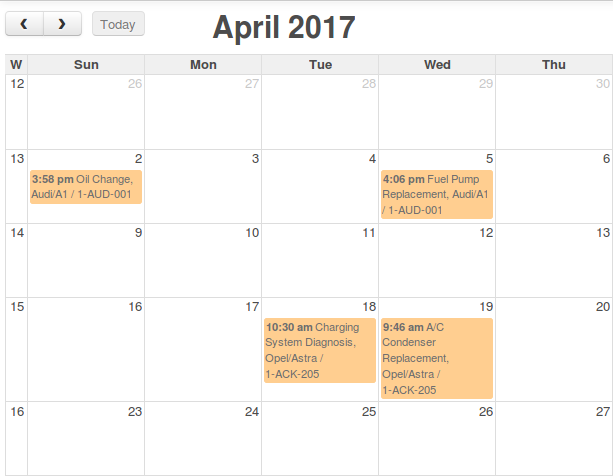 Today
April 2017
W Sun Mon Tue Wed Thu
12 26 27 28 29 30
13 2 3 4 5 6
3:58 pm Oil Change,
Audi/A1 / 1-AUD-001
4:06 pm Fuel Pump
Replacement, Audi/A1
/ 1-AUD-001
14 9 10 11 12 13
15 16 17 18 19 20
10:30 am Charging
System Diagnosis,
Opel/Astra /
1-ACK-205
9:46 am A/C
Condenser
Replacement,
Opel/Astra /
1-ACK-205
16 23 24 25 26 27